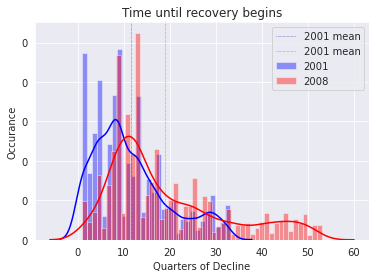 Time until recovery begins
2001 mean
2001 mean
2001
2008
Occurance
0
0
0
0
0
0
0 10 20 30 40 50 60
Quarters of Decline